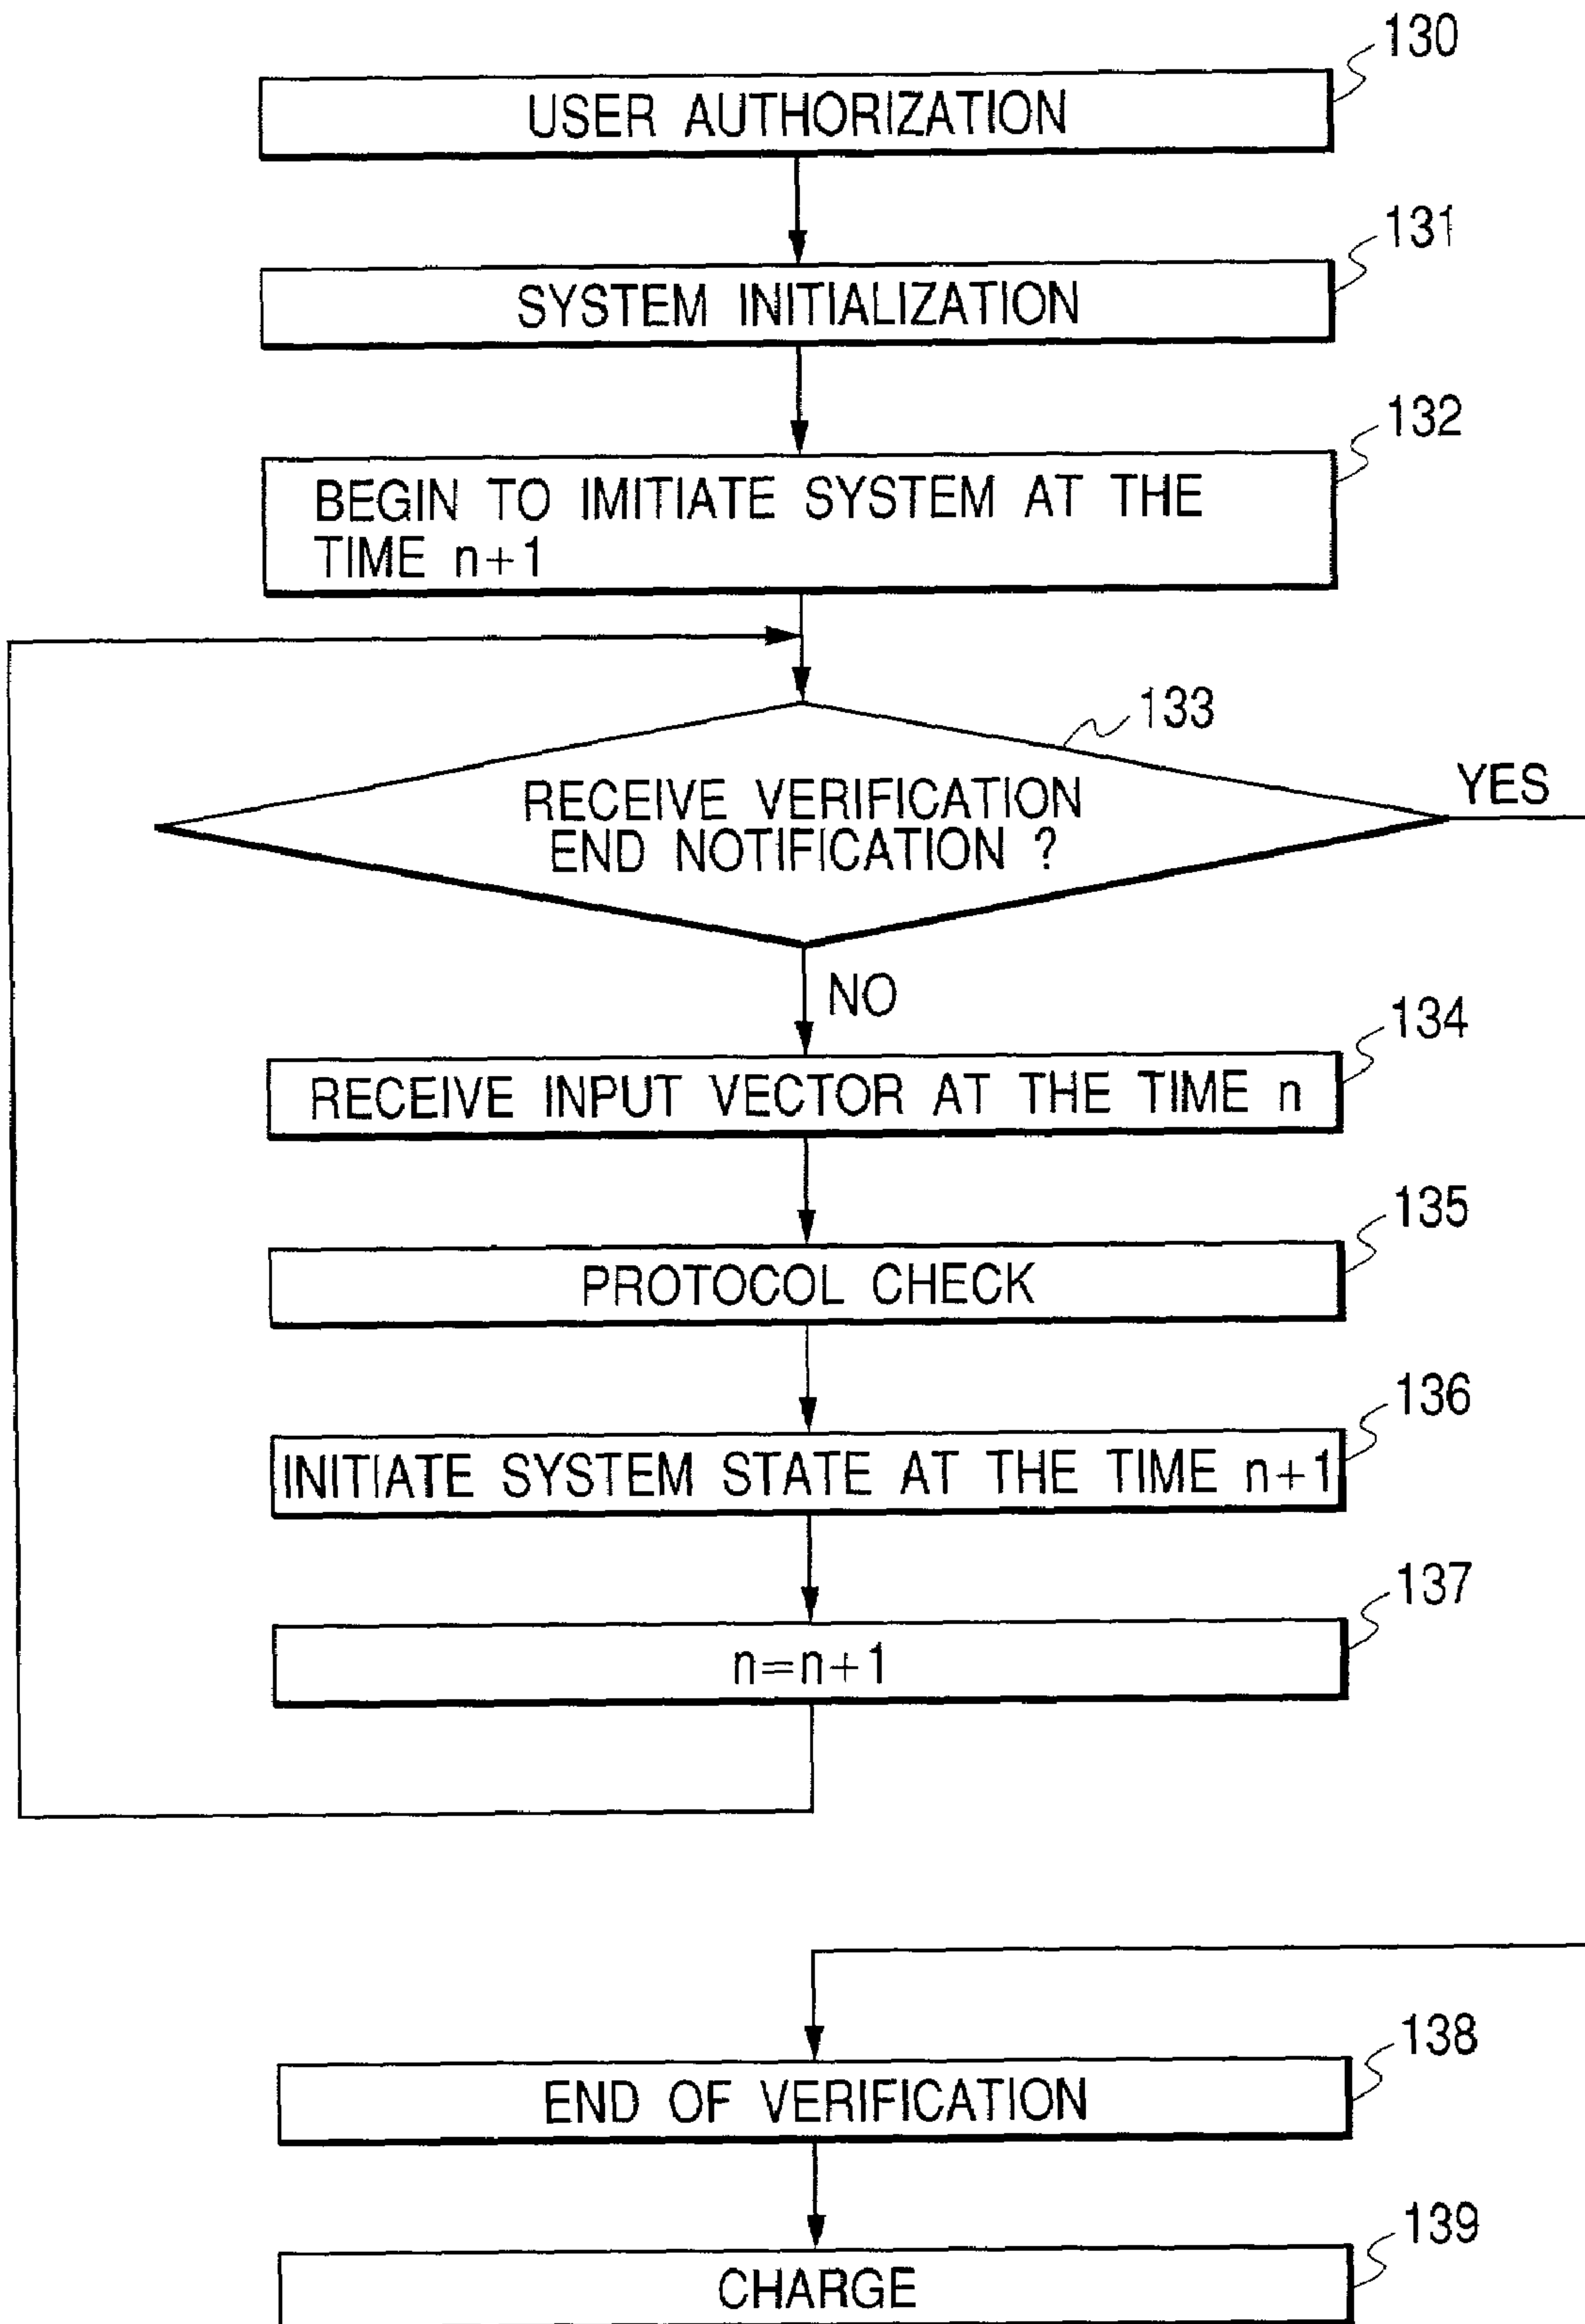 130
USER AUTHORIZATION
131
SYSTEM INITIALIZATION
132
BEGIN TO IMITIATE SYSTEM AT THE
TIME n+1
133
RECEIVE VERIFICATION
END NOTIFICATION ?
YES
NO
134
RECEIVE INPUT VECTOR AT THE TIME n
135
PROTOCOL CHECK
136
INITIATE SYSTEM STATE AT THE TIME n+1
137
n=n+1
138
END OF VERIFICATION
139
CHARGE